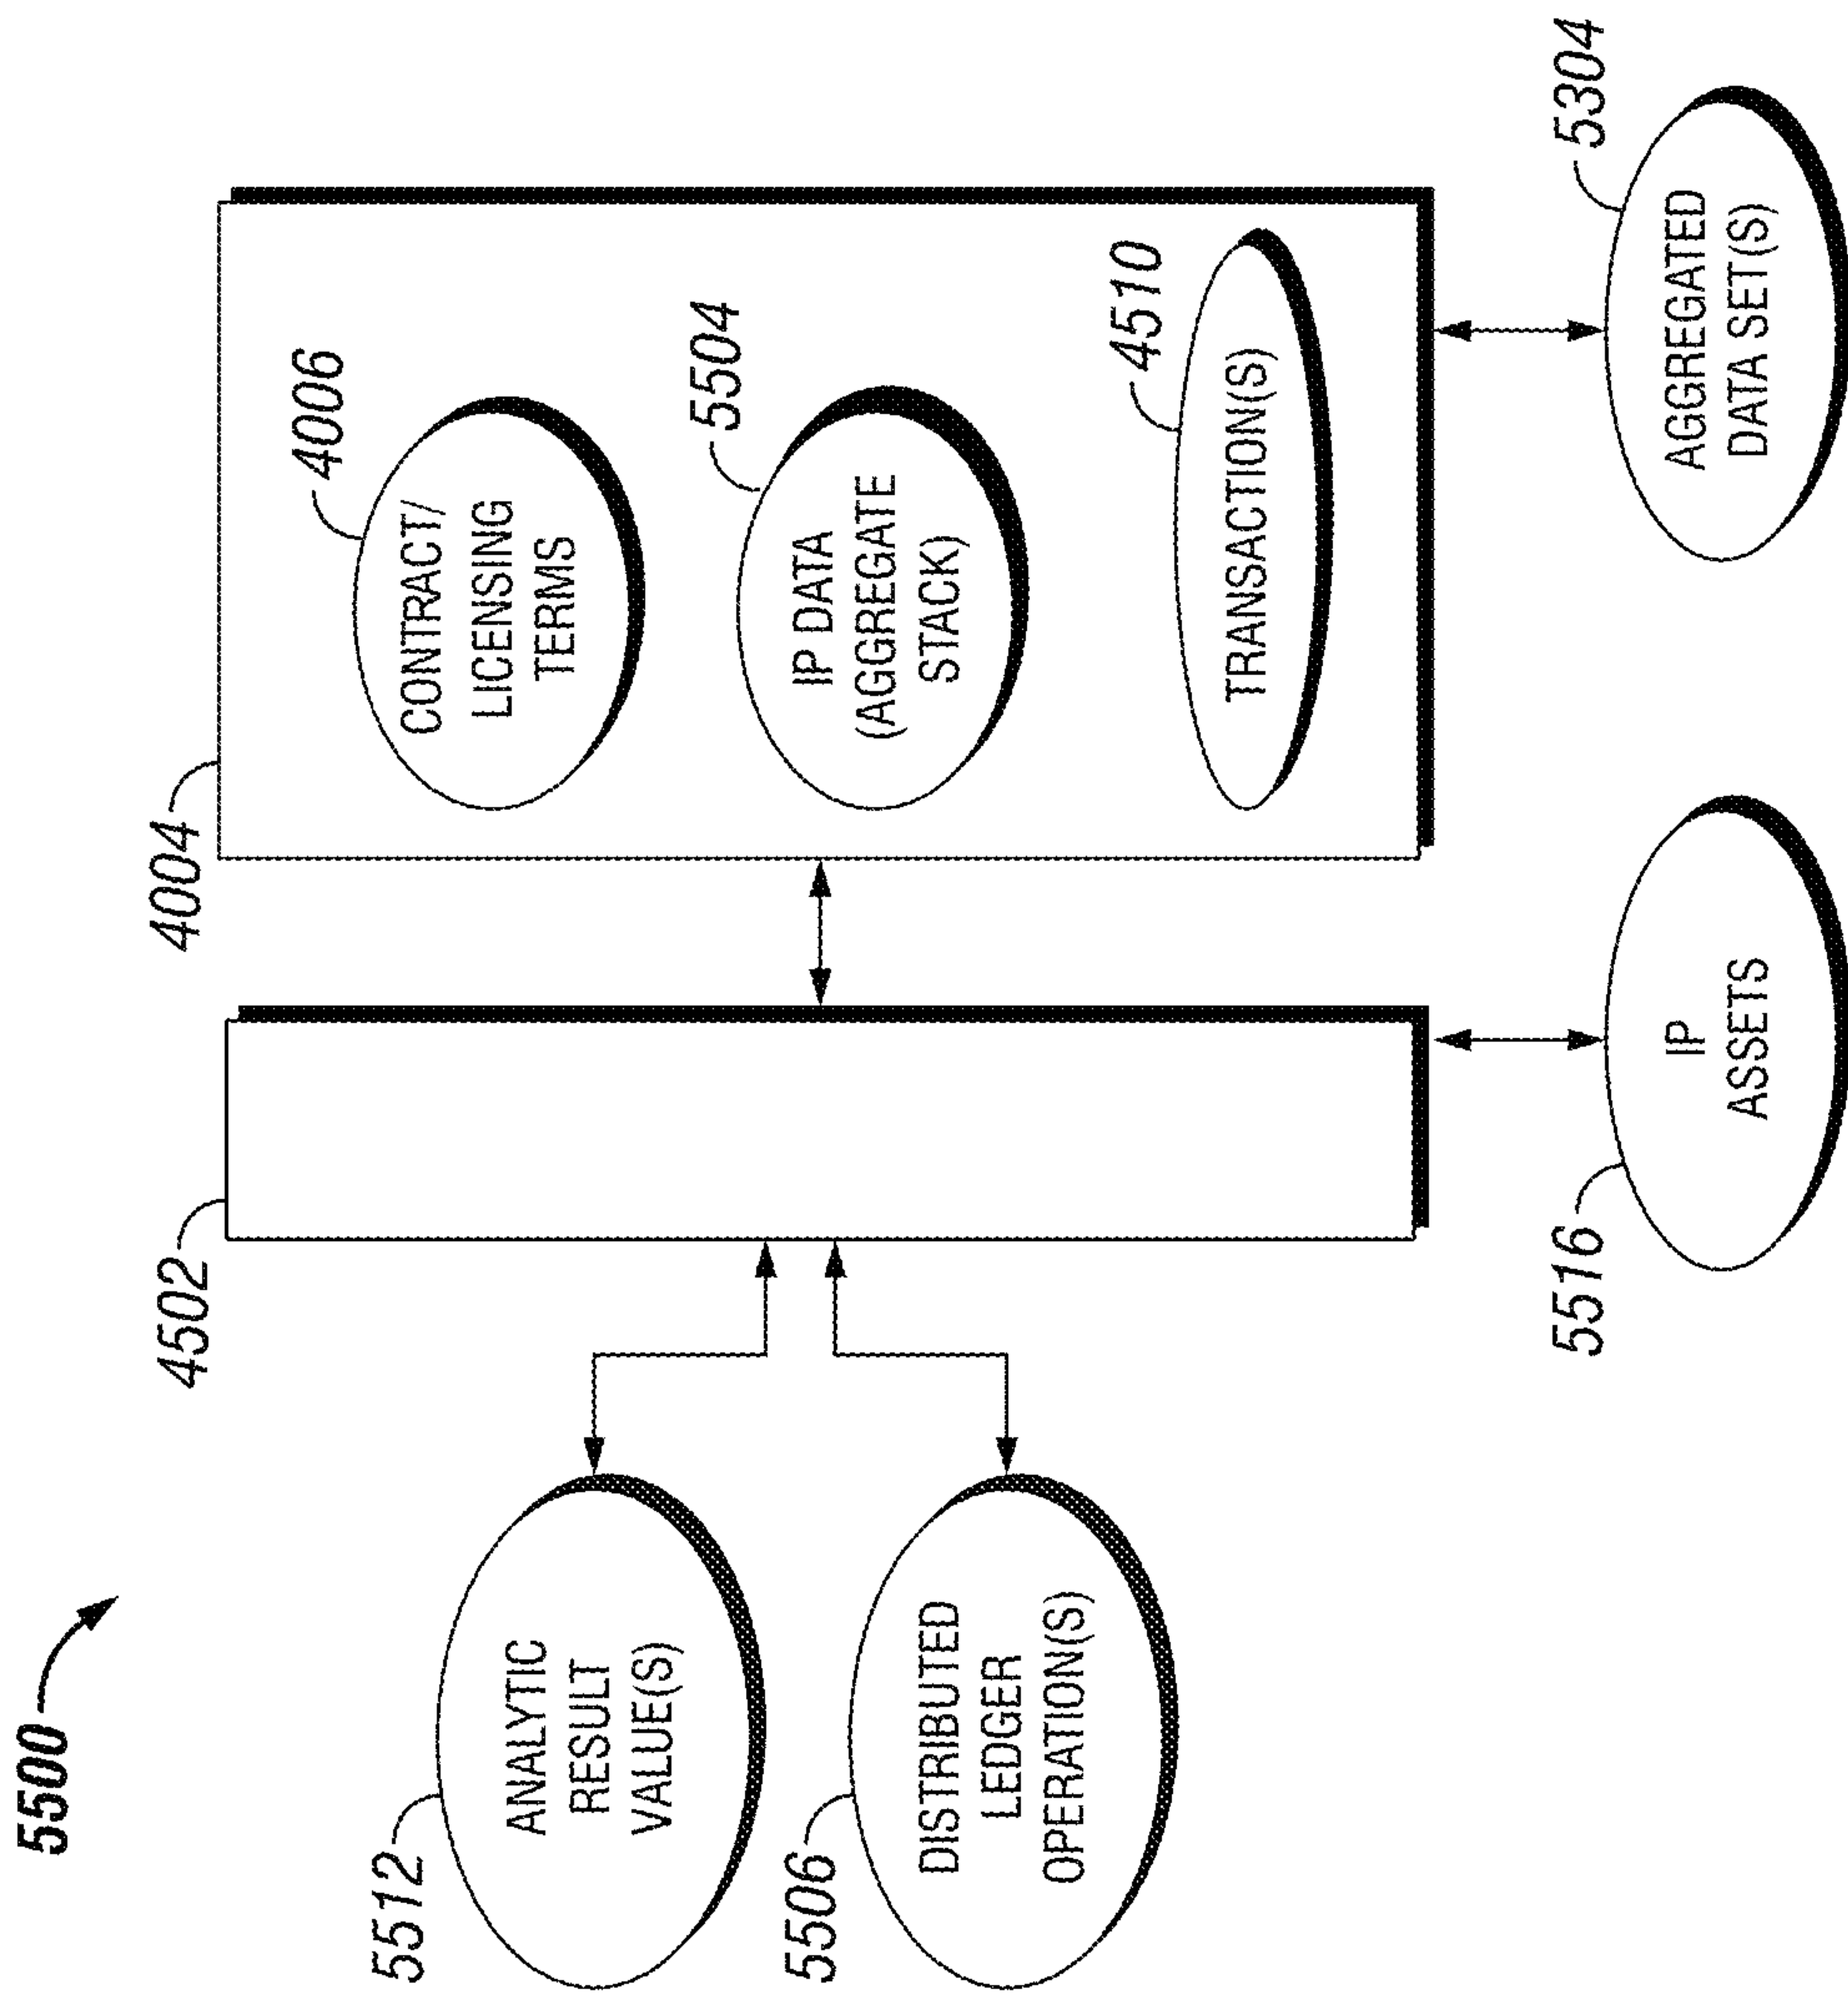 5500
4502
4004
5512
ANALYTIC
RESULT
VALUE(S)
5506
DISTRIBUTED
LEDGER
OPERATION(S)
4006
CONTRACT/
LICENSING
TERMS
5504
IP DATA
(AGGREGATE
STACK)
4510
TRANSACTION(S)
5516
IP
ASSETS
5304
AGGREGATED
DATA SET(S)